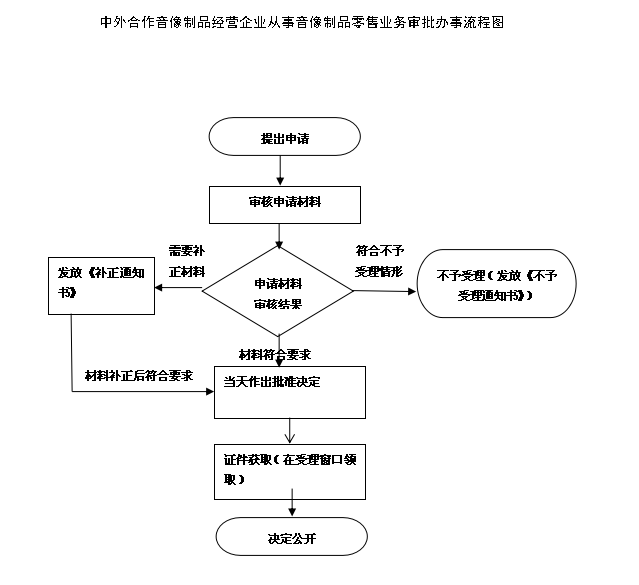 中外合作音像制品经营企业从事音像制品零售业务审批办事流程图
提出申请
审核申请材料
需要补
正材料
符合不予
受理情形
发放《补正通知
书》
申请材料
审核结果
不予受理(发放《不予
受理通知书》)
材料符合要求
材料补正后符合要求
当天作出批准决定
证件获取(在受理窗口领
取)
决定公开